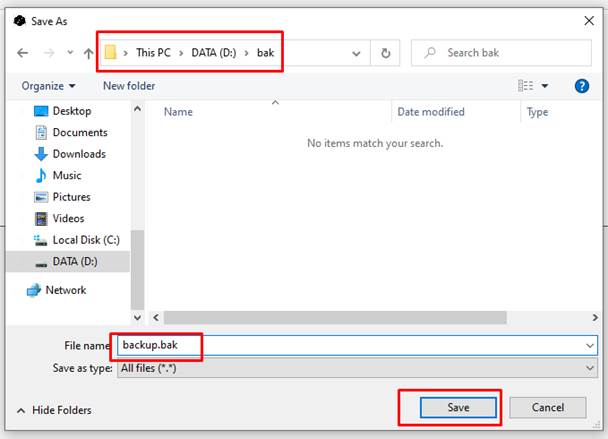 Save As
This PC > DATA (D:) > bak
Search bak
Organize
New folder
?
Name
Date modified
Type
Desktop
Documents
Downloads
Music
Pictures
Videos
Local Disk (C:)
DATA (D:)
Network
No items match your search.
File name
backup.bak
Save as type:
All files (*.*)
Hide Folders
Save
Cancel